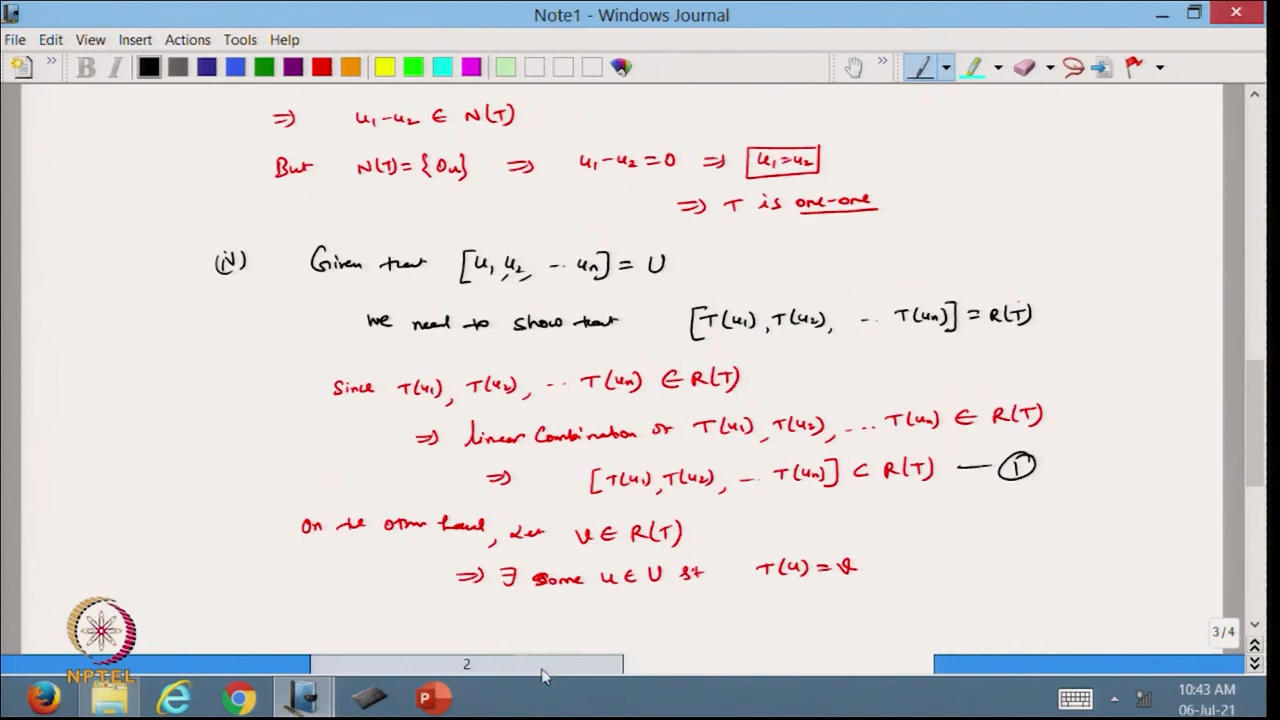 Note1 - Windows Journal
File Edit View Insert Actions Tools Help
⇒ u₁-u₂ ∈ N(T)
But N(T)={0u} ⇒ u₁-u₂=0 ⇒ u₁=u₂
⇒ T is one-one
(iv) Given that [u₁, u₂, ... uₙ] = U
We need to show that [T(u₁), T(u₂), ... T(uₙ)] = R(T)
Since T(u₁), T(u₂), ... T(uₙ) ∈ R(T)
⇒ linear Combination of T(u₁), T(u₂), ... T(uₙ) ∈ R(T)
⇒ [T(u₁), T(u₂), ... T(uₙ)] ⊂ R(T) — ①
On the other hand, Let v ∈ R(T)
⇒ ∃ some u ∈ U st T(u) = v
3/4
2
NPTEL
10:43 AM
06-Jul-21